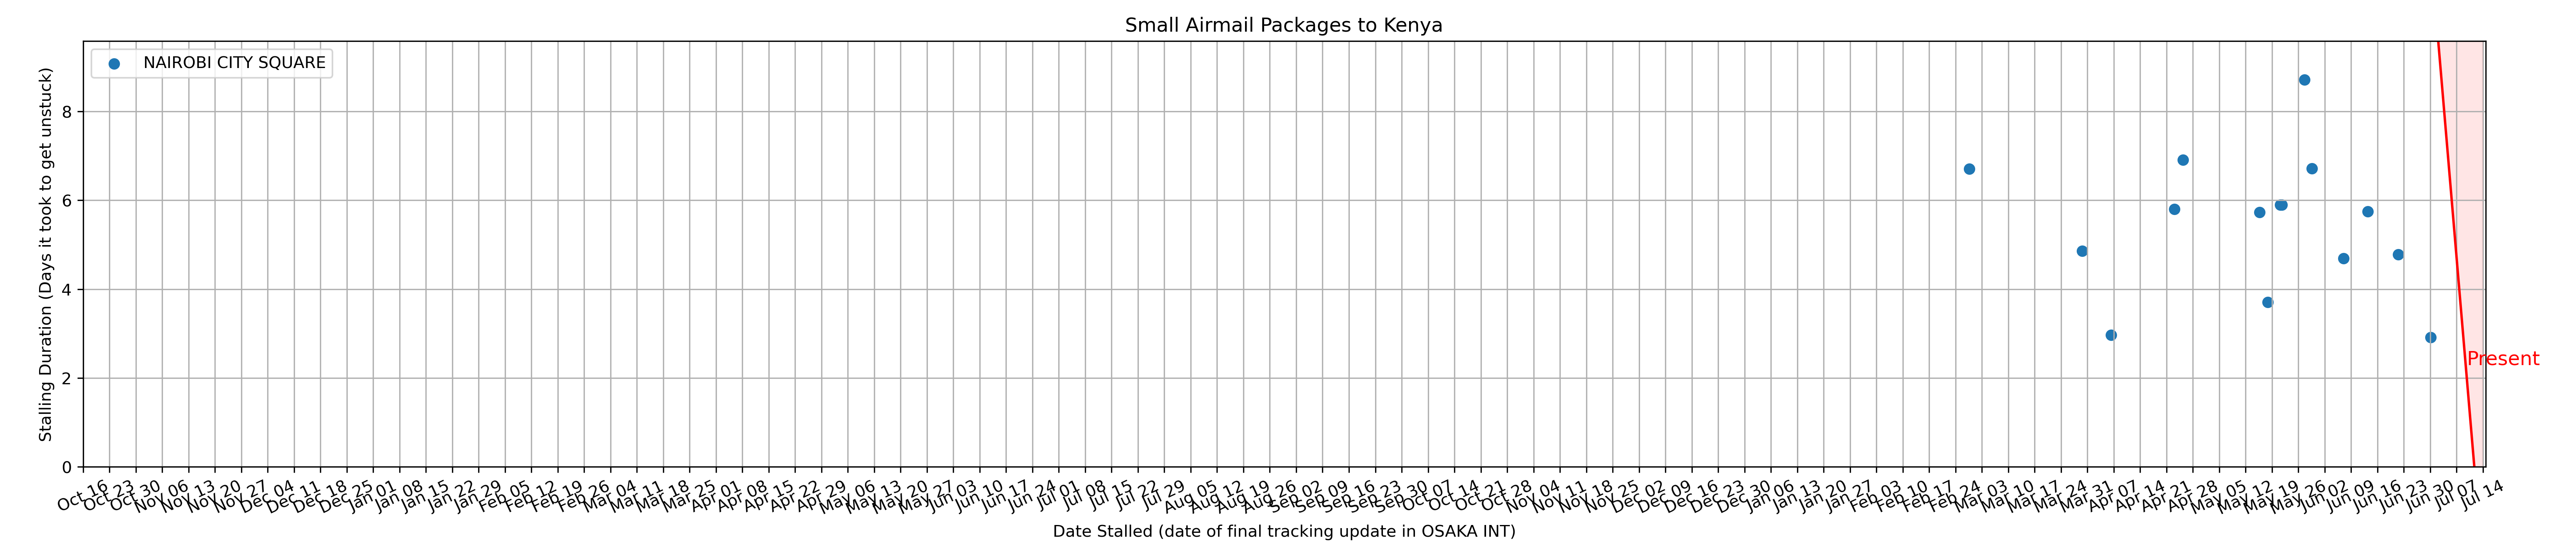 Small Airmail Packages to Kenya
NAIROBI CITY SQUARE
Stalling Duration (Days it took to get unstuck)
8
6
4
2
0
Present
Oct 16
Oct 23
Oct 30
Nov 06
Nov 13
Nov 20
Nov 27
Dec 04
Dec 11
Dec 18
Dec 25
Jan 01
Jan 08
Jan 15
Jan 22
Jan 29
Feb 05
Feb 12
Feb 19
Feb 26
Mar 04
Mar 11
Mar 18
Mar 25
Apr 01
Apr 08
Apr 15
Apr 22
Apr 29
May 06
May 13
May 20
May 27
Jun 03
Jun 10
Jun 17
Jun 24
Jul 01
Jul 08
Jul 15
Jul 22
Jul 29
Aug 05
Aug 12
Aug 19
Aug 26
Sep 02
Sep 09
Sep 16
Sep 23
Sep 30
Oct 07
Oct 14
Oct 21
Oct 28
Nov 04
Nov 11
Nov 18
Nov 25
Dec 02
Dec 09
Dec 16
Dec 23
Dec 30
Jan 06
Jan 13
Jan 20
Jan 27
Feb 03
Feb 10
Feb 17
Feb 24
Mar 03
Mar 10
Mar 17
Mar 24
Mar 31
Apr 07
Apr 14
Apr 21
Apr 28
May 05
May 12
May 19
May 26
Jun 02
Jun 09
Jun 16
Jun 23
Jun 30
Jul 07
Jul 14
Date Stalled (date of final tracking update in OSAKA INT)